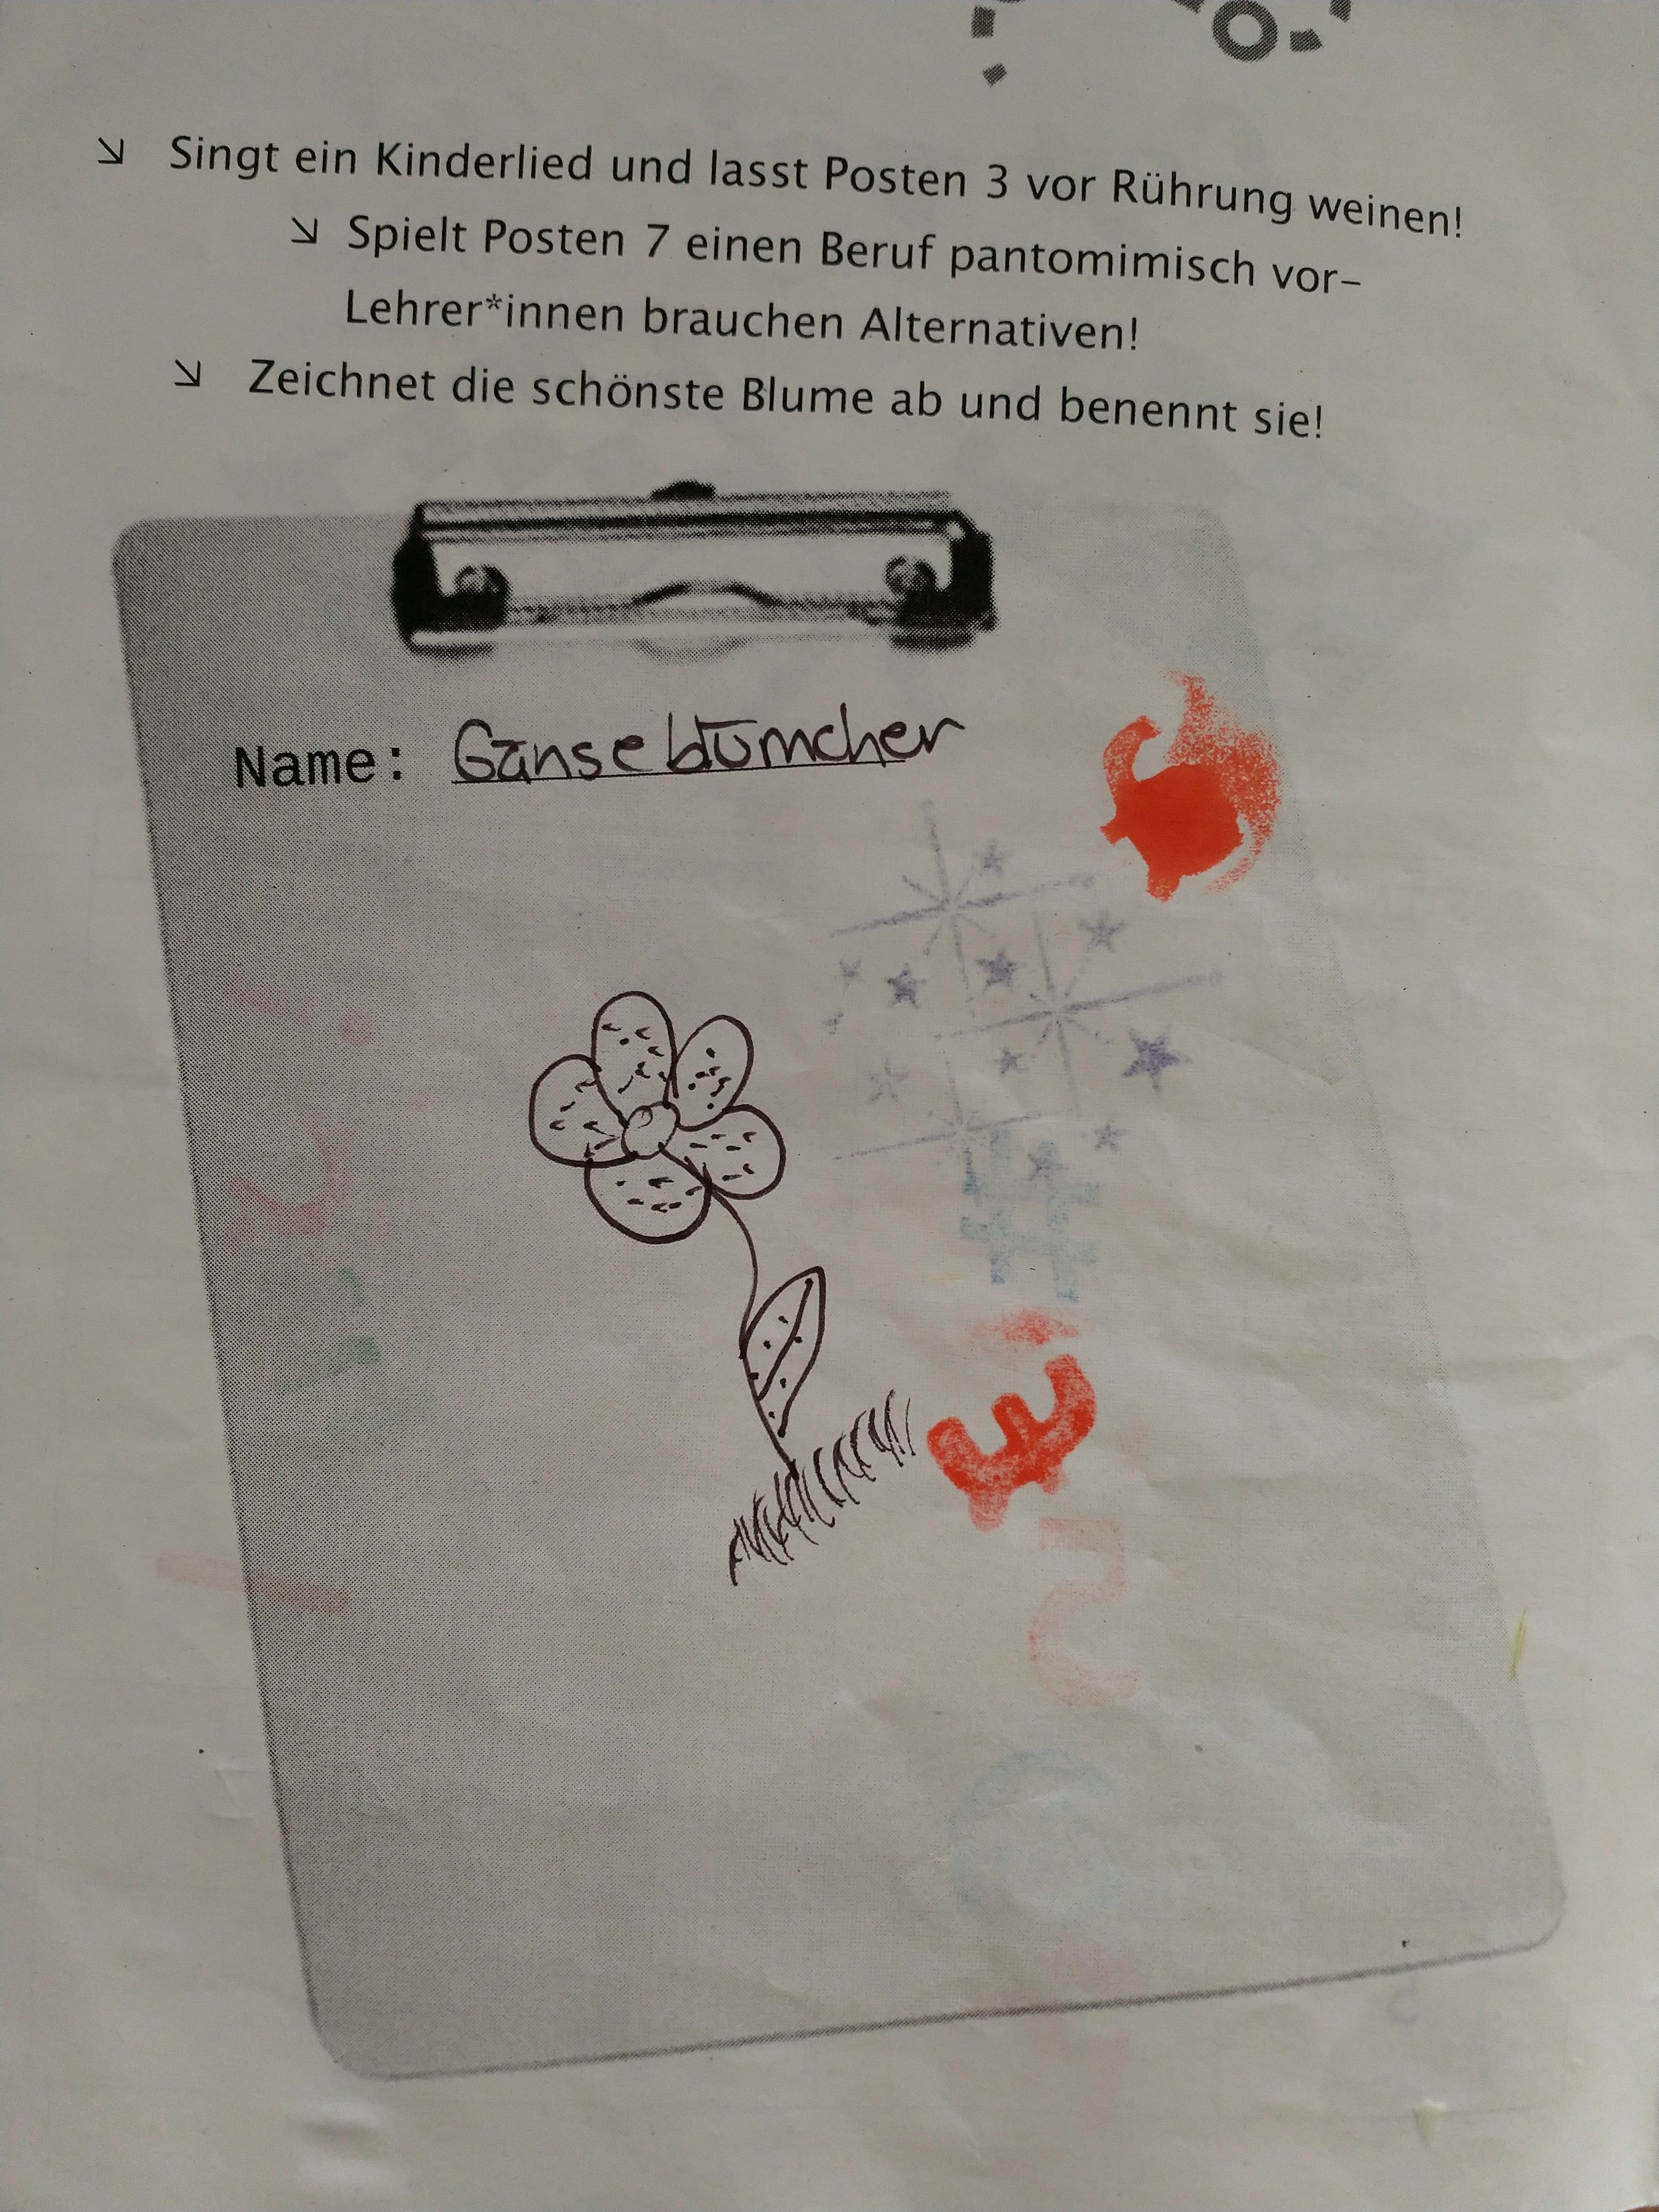 ↘ Singt ein Kinderlied und lasst Posten 3 vor Rührung weinen!
↘ Spielt Posten 7 einen Beruf pantomimisch vor–
Lehrer*innen brauchen Alternativen!
↘ Zeichnet die schönste Blume ab und benennt sie!
Name: Gänseblümchen